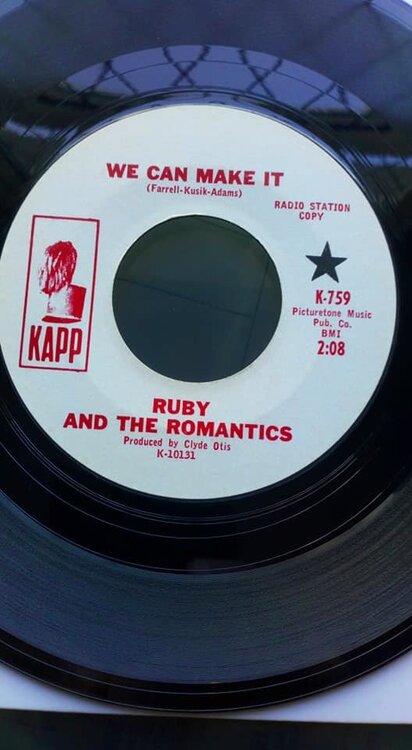 WE CAN MAKE IT
(Farrell-Kusik-Adams)
RADIO STATION
COPY
K-759
Picturetone Music
Pub. Co.
BMI
2:08
KAPP
RUBY
AND THE ROMANTICS
Produced by Clyde Otis
K-10131